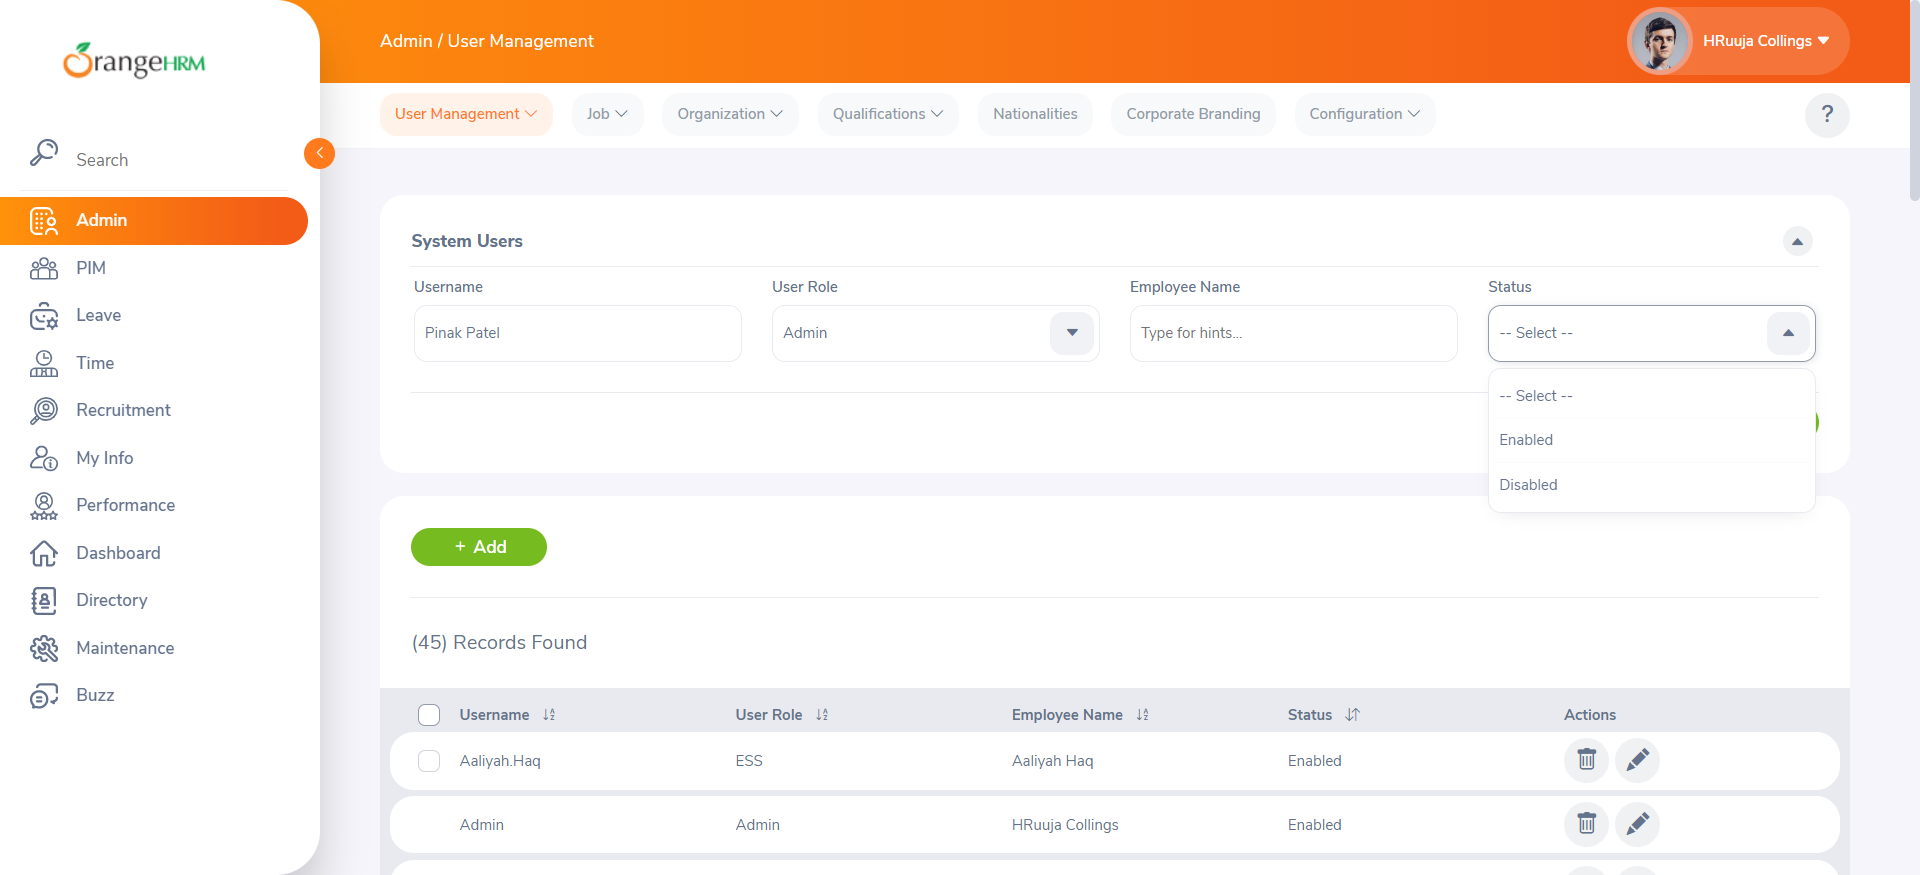 OrangeHRM
Admin / User Management
HRuuja Collings
User Management
Job
Organization
Qualifications
Nationalities
Corporate Branding
Configuration
?
Search
Admin
PIM
Leave
Time
Recruitment
My Info
Performance
Dashboard
Directory
Maintenance
Buzz
System Users
Username
User Role
Employee Name
Status
Pinak Patel
Admin
Type for hints...
-- Select --
-- Select --
Enabled
Disabled
+ Add
(45) Records Found
Username
User Role
Employee Name
Status
Actions
Aaliyah.Haq
ESS
Aaliyah Haq
Enabled
Admin
Admin
HRuuja Collings
Enabled